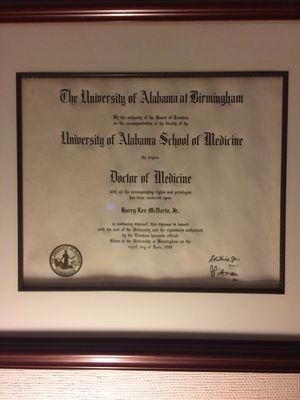 The University of Alabama at Birmingham
By the authority of the Board of Trustees
on the recommendation of the faculty of the
University of Alabama School of Medicine
the degree
Doctor of Medicine
with all its accompanying rights and privileges
has been conferred upon
Harry Lee McDaris, Jr.
In testimony whereof, this diploma is issued
with the seal of the University and the signatures authorized
by the Trustees hereunto affixed
Given at the University at Birmingham on the
eighth day of June,